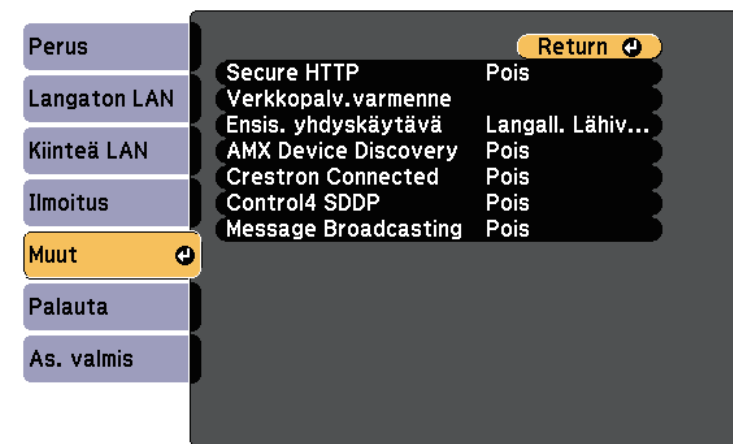 Perus
Langaton LAN
Kiinteä LAN
Ilmoitus
Muut
Palauta
As. valmis
Return
Secure HTTP Pois
Verkkopalv.varmenne
Ensis. yhdyskäytävä Langall. Lähiv...
AMX Device Discovery Pois
Crestron Connected Pois
Control4 SDDP Pois
Message Broadcasting Pois